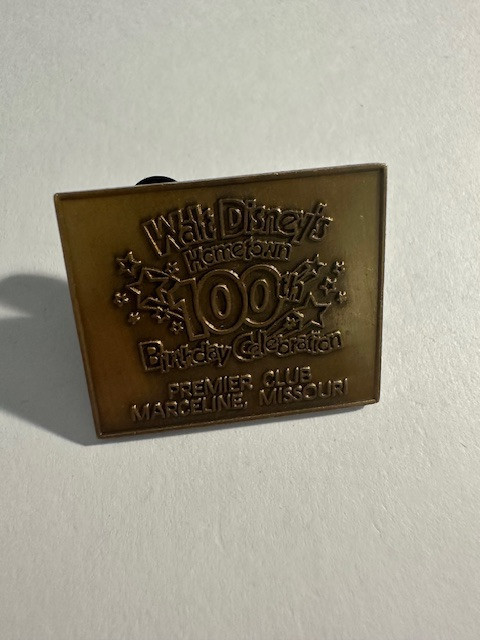 Walt Disney's
Hometown
100th
Birthday Celebration
PREMIER CLUB
MARCELINE, MISSOURI